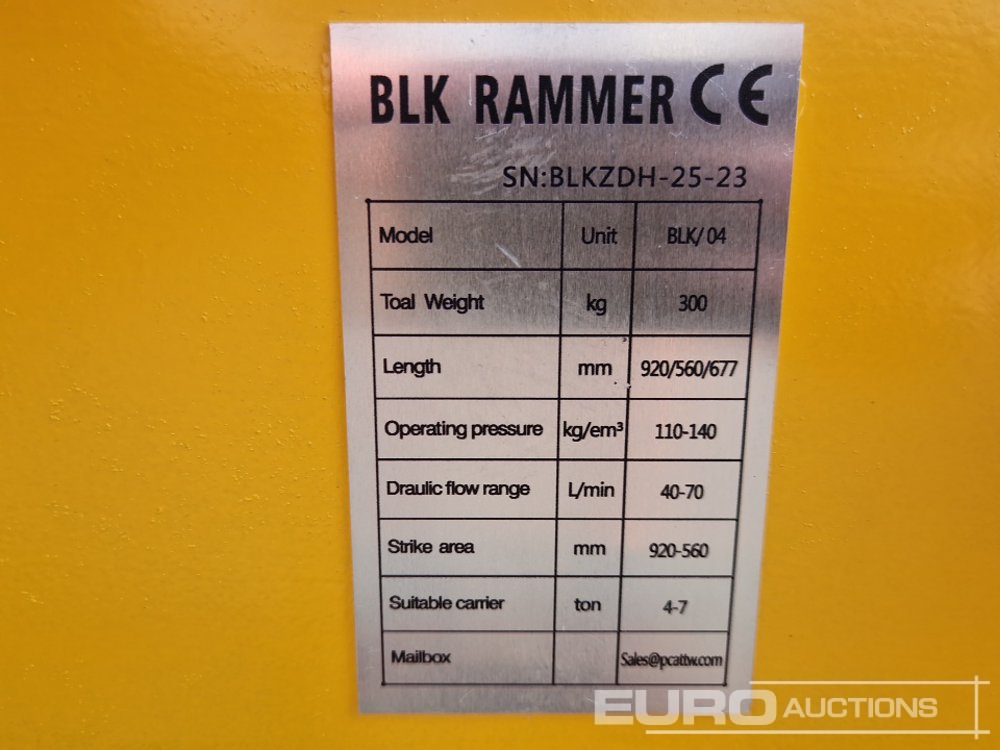 BLK RAMMER CE
SN:BLKZDH-25-23
Model Unit BLK/04
Toal Weight kg 300
Length mm 920/560/677
Operating pressure kg/em³ 110-140
Draulic flow range L/min 40-70
Strike area mm 920-560
Suitable carrier ton 4-7
Mailbox Sales@pcattw.com
EURO AUCTIONS